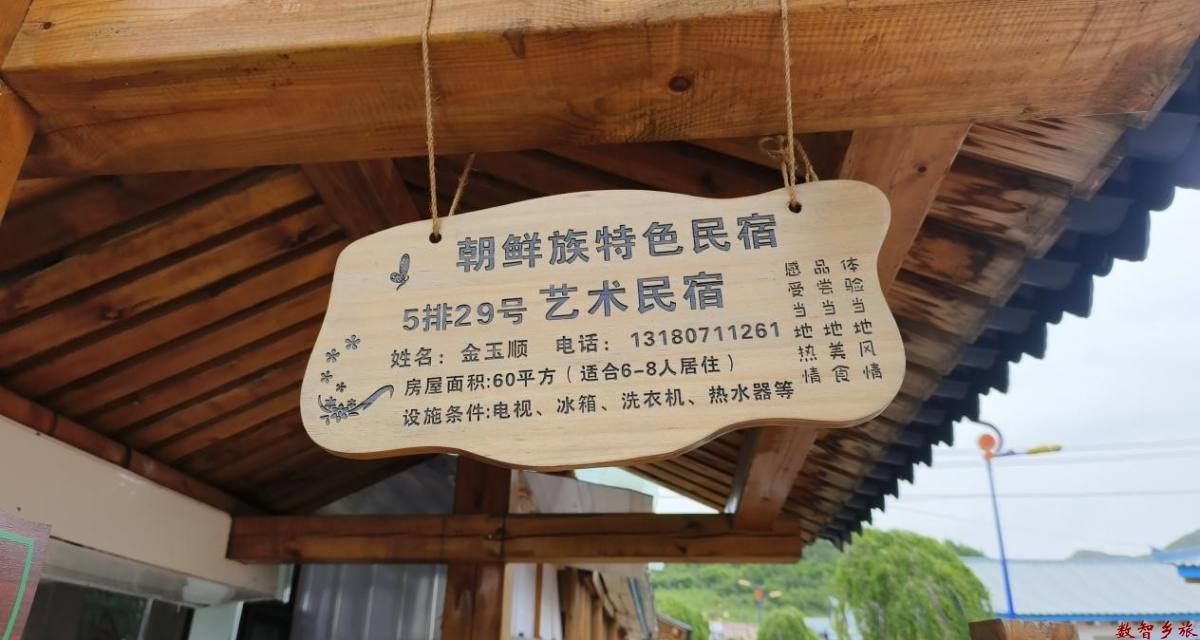 朝鲜族特色民宿
5排29号 艺术民宿
姓名：金玉顺 电话：13180711261
房屋面积:60平方（适合6-8人居住）
设施条件:电视、冰箱、洗衣机、热水器等
体验当地风情
品尝当地美食
感受当地热情
数智乡旅